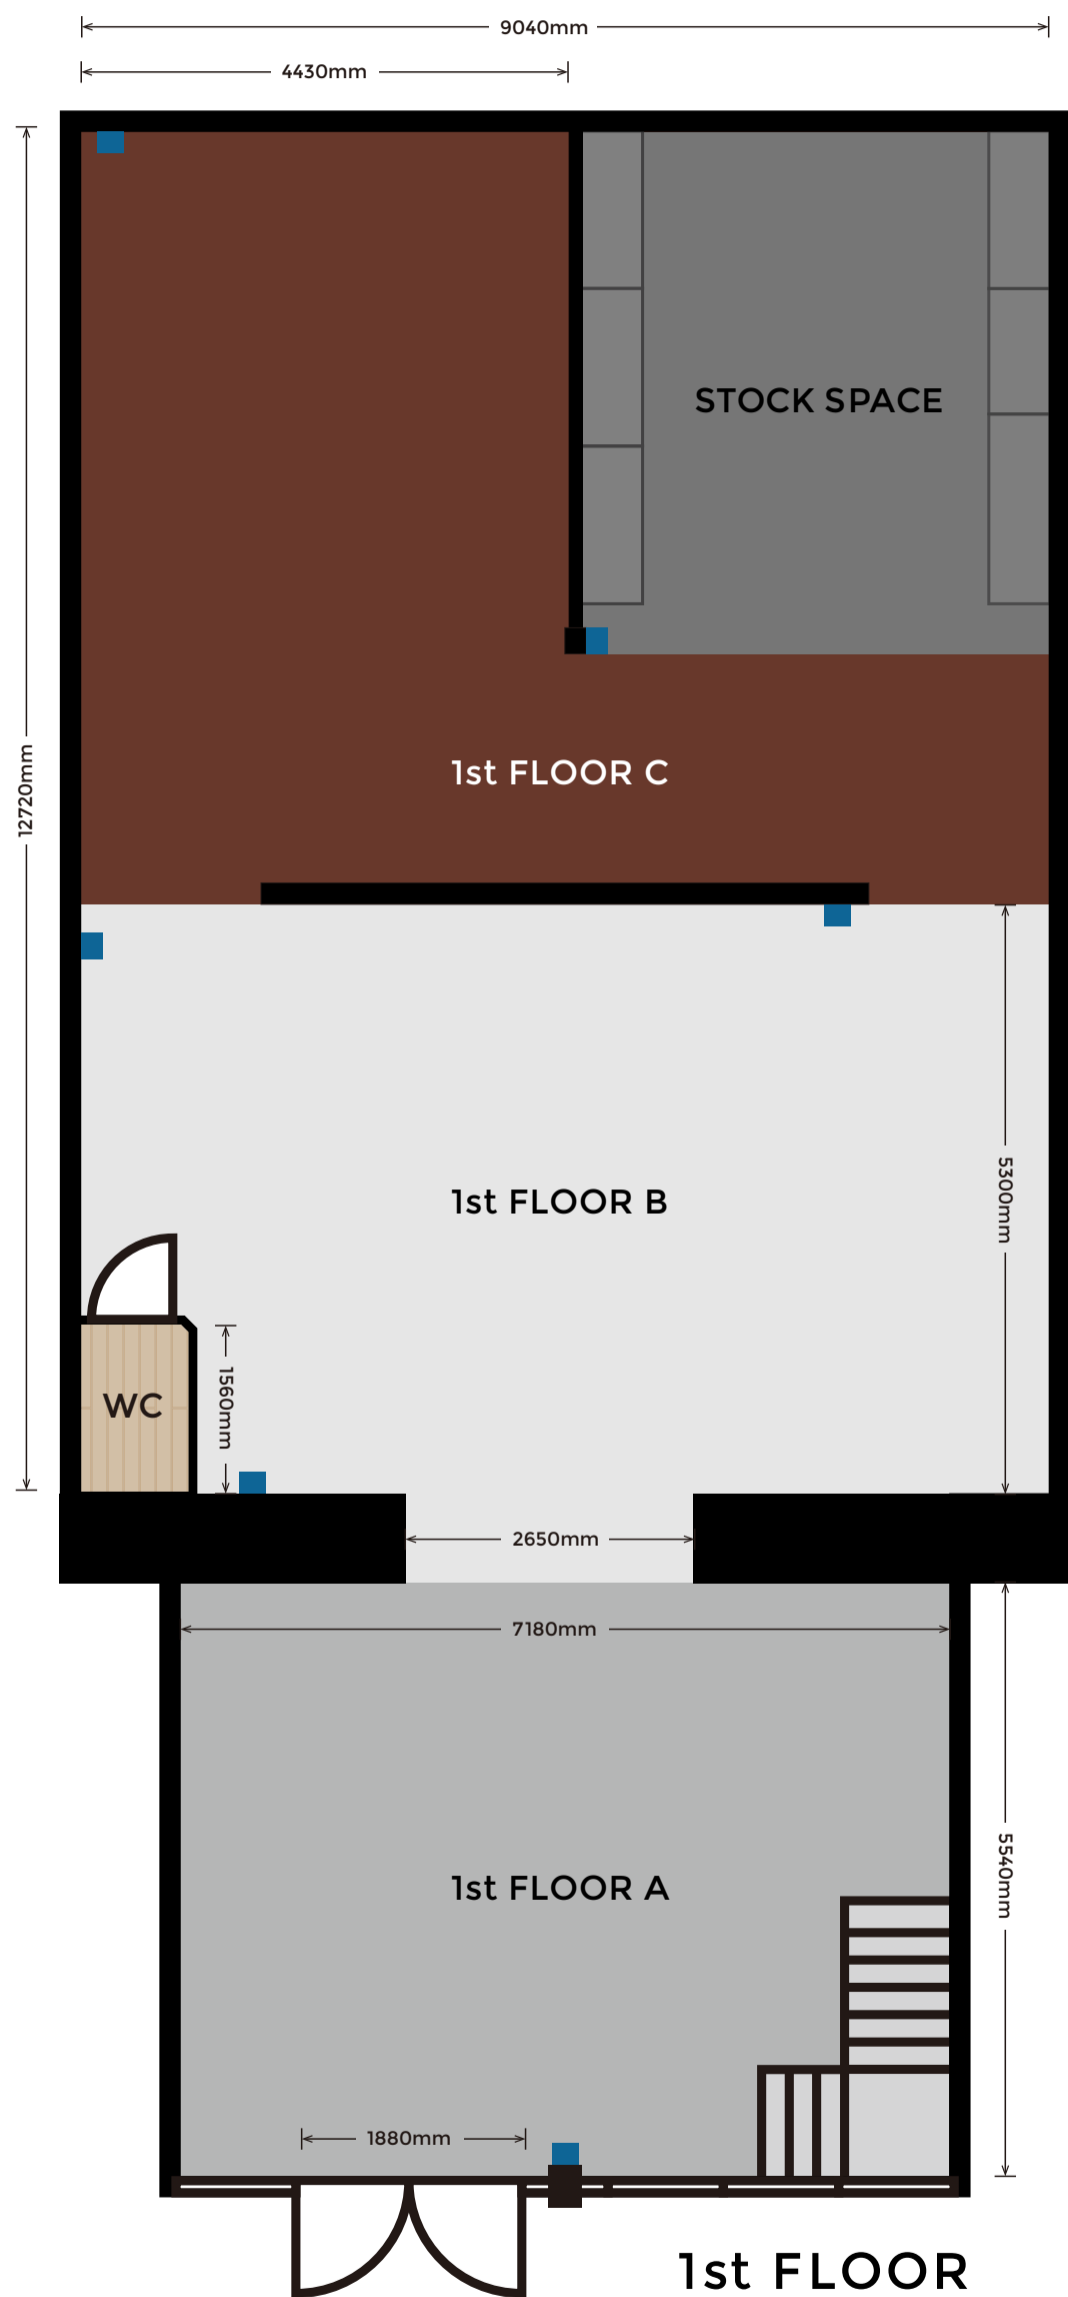 9040mm
4430mm
STOCK SPACE
1st FLOOR C
12720mm
1st FLOOR B
5300mm
WC
1560mm
2650mm
7180mm
1st FLOOR A
5540mm
1880mm
1st FLOOR